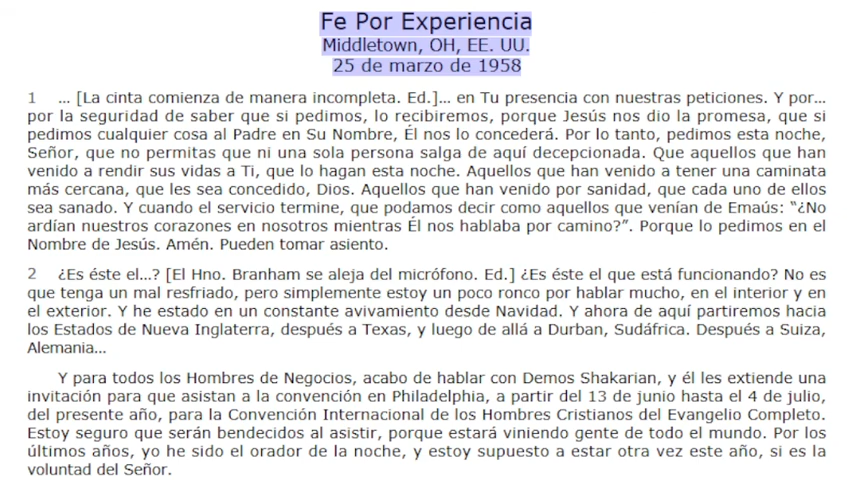 Fe Por Experiencia
Middletown, OH, EE. UU.
25 de marzo de 1958
1 ... [La cinta comienza de manera incompleta. Ed.]... en Tu presencia con nuestras peticiones. Y por...
por la seguridad de saber que si pedimos, lo recibiremos, porque Jesús nos dio la promesa, que si
pedimos cualquier cosa al Padre en Su Nombre, Él nos lo concederá. Por lo tanto, pedimos esta noche,
Señor, que no permitas que ni una sola persona salga de aquí decepcionada. Que aquellos que han
venido a rendir sus vidas a Ti, que lo hagan esta noche. Aquellos que han venido a tener una caminata
más cercana, que les sea concedido, Dios. Aquellos que han venido por sanidad, que cada uno de ellos
sea sanado. Y cuando el servicio termine, que podamos decir como aquellos que venían de Emaús: “¿No
ardían nuestros corazones en nosotros mientras Él nos hablaba por camino?”. Porque lo pedimos en el
Nombre de Jesús. Amén. Pueden tomar asiento.
2 ¿Es éste el...? [El Hno. Branham se aleja del micrófono. Ed.] ¿Es éste el que está funcionando? No es
que tenga un mal resfriado, pero simplemente estoy un poco ronco por hablar mucho, en el interior y en
el exterior. Y he estado en un constante avivamiento desde Navidad. Y ahora de aquí partiremos hacia
los Estados de Nueva Inglaterra, después a Texas, y luego de allá a Durban, Sudáfrica. Después a Suiza,
Alemania...
Y para todos los Hombres de Negocios, acabo de hablar con Demos Shakarian, y él les extiende una
invitación para que asistan a la convención en Philadelphia, a partir del 13 de junio hasta el 4 de julio,
del presente año, para la Convención Internacional de los Hombres Cristianos del Evangelio Completo.
Estoy seguro que serán bendecidos al asistir, porque estará viniendo gente de todo el mundo. Por los
últimos años, yo he sido el orador de la noche, y estoy supuesto a estar otra vez este año, si es la
voluntad del Señor.